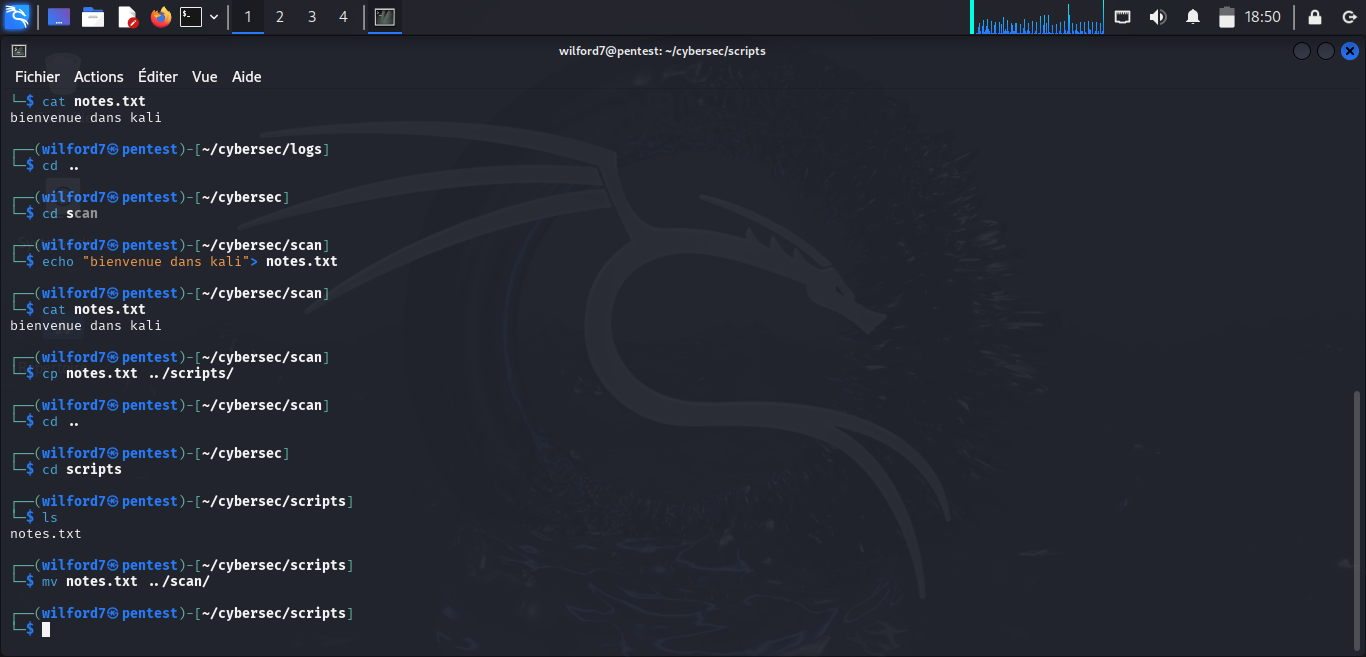 1 2 3 4 18:50
wilford7@pentest: ~/cybersec/scripts
Fichier Actions Éditer Vue Aide
└─$ cat notes.txt
bienvenue dans kali
┌──(wilford7㉿pentest)-[~/cybersec/logs]
└─$ cd ..
┌──(wilford7㉿pentest)-[~/cybersec]
└─$ cd scan
┌──(wilford7㉿pentest)-[~/cybersec/scan]
└─$ echo "bienvenue dans kali"> notes.txt
┌──(wilford7㉿pentest)-[~/cybersec/scan]
└─$ cat notes.txt
bienvenue dans kali
┌──(wilford7㉿pentest)-[~/cybersec/scan]
└─$ cp notes.txt ../scripts/
┌──(wilford7㉿pentest)-[~/cybersec/scan]
└─$ cd ..
┌──(wilford7㉿pentest)-[~/cybersec]
└─$ cd scripts
┌──(wilford7㉿pentest)-[~/cybersec/scripts]
└─$ ls
notes.txt
┌──(wilford7㉿pentest)-[~/cybersec/scripts]
└─$ mv notes.txt ../scan/
┌──(wilford7㉿pentest)-[~/cybersec/scripts]
└─$